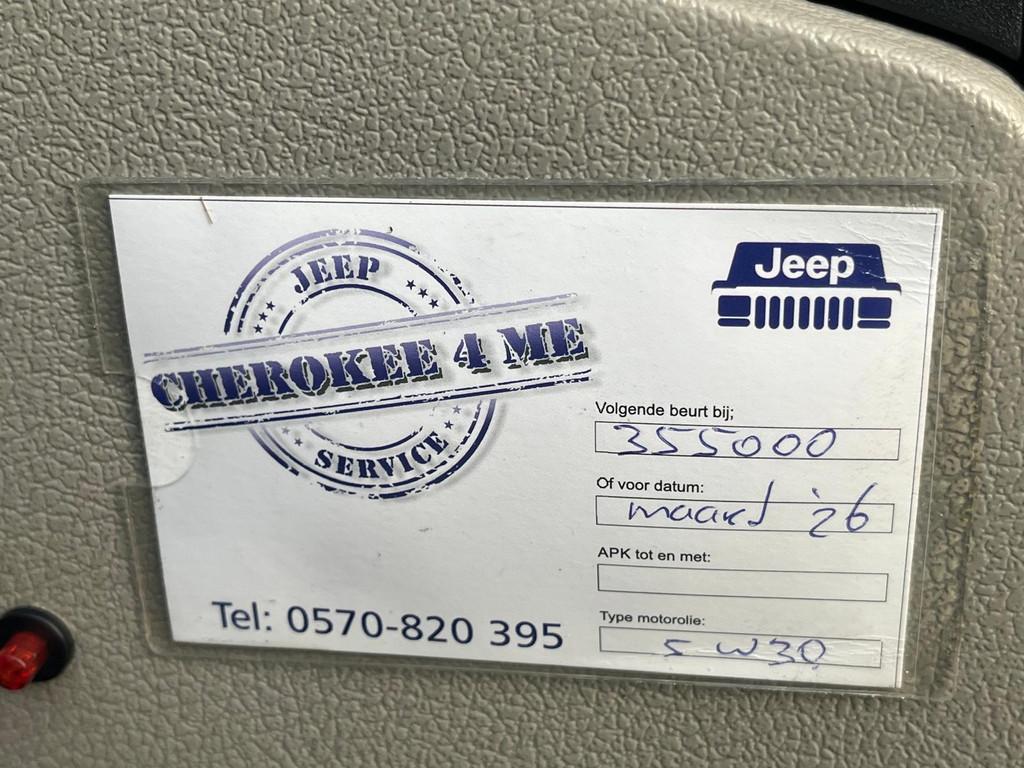 JEEP
CHEROKEE 4 ME
SERVICE
Tel: 0570-820 395
Jeep
Volgende beurt bij;
355000
Of voor datum:
maard '26
APK tot en met:
Type motorolie:
5 W30